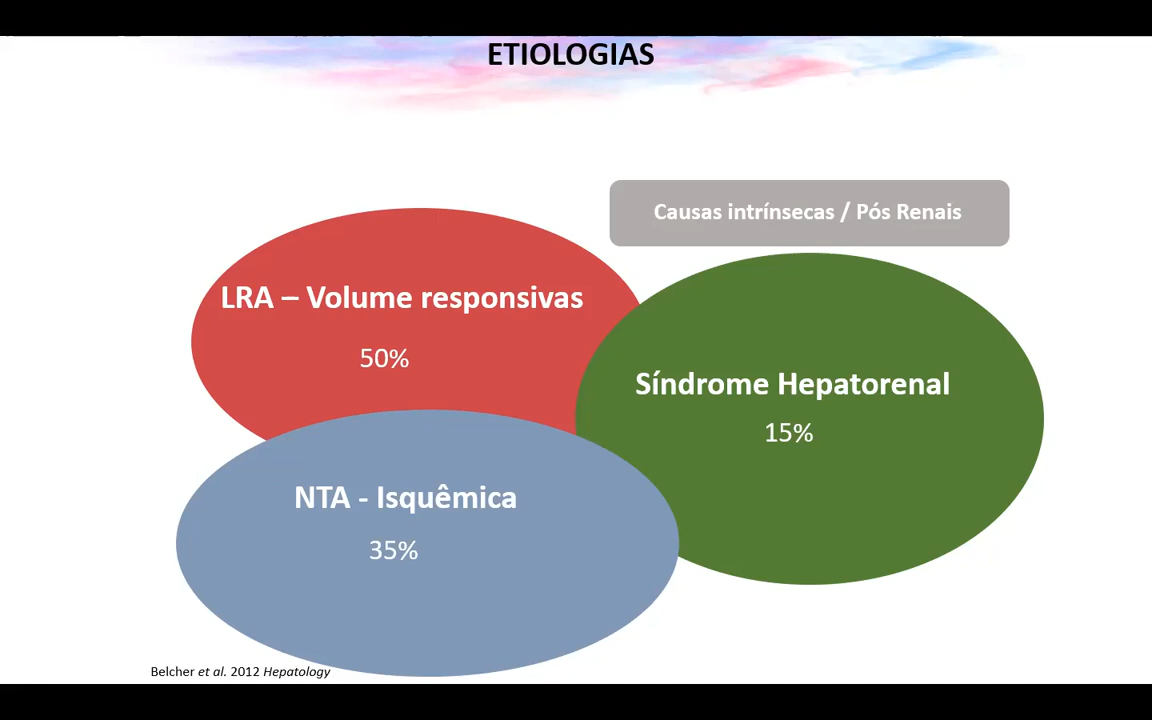 ETIOLOGIAS
Causas intrínsecas / Pós Renais
LRA – Volume responsivas
50%
Síndrome Hepatorenal
15%
NTA - Isquêmica
35%
Belcher et al. 2012 Hepatology